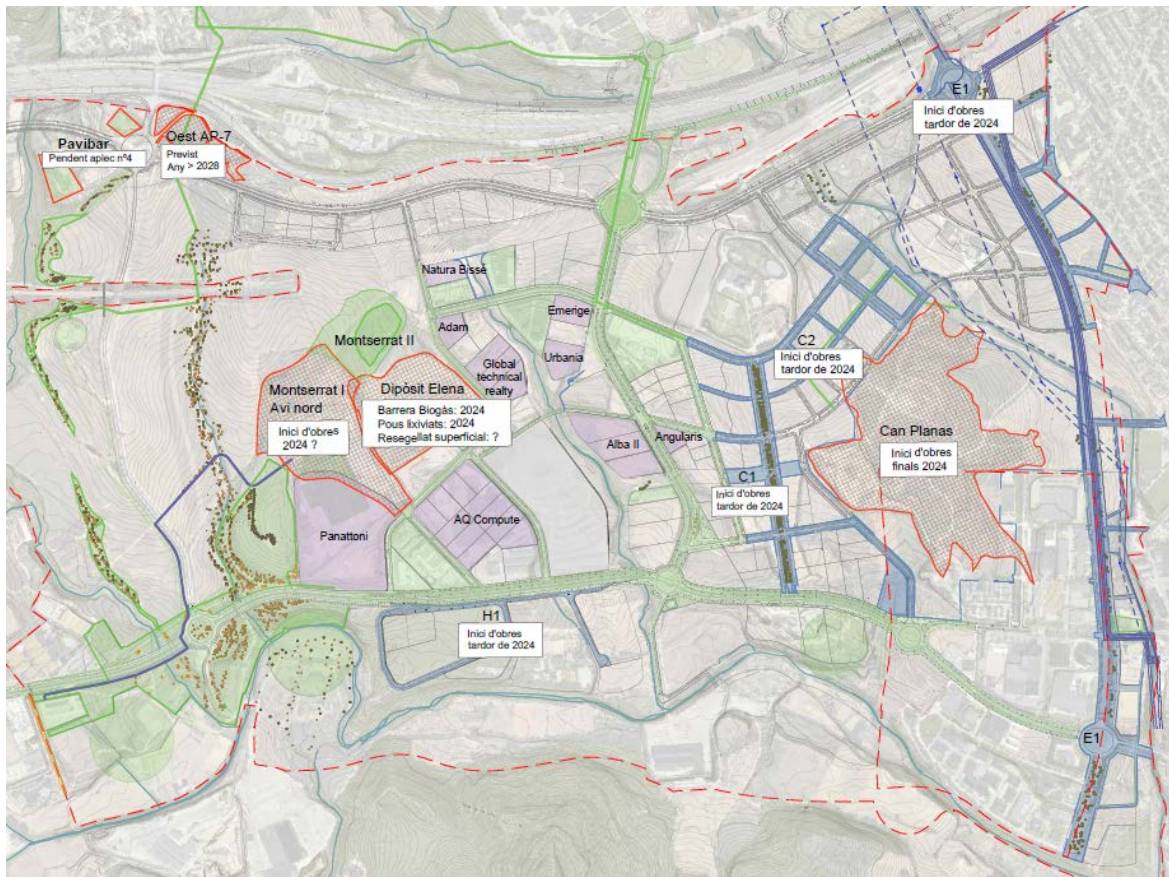 E1
Inici d'obres
tardor de 2024
Pavibar
Pendent aplec nº4
Oest AP-7
Previst
Any > 2028
Natura Bissé
Adam
Emerige
Urbania
Global
technical
realty
Montserrat II
Montserrat I
Avi nord
Inici d'obres
2024 ?
Dipòsit Elena
Barrera Biogàs: 2024
Pous lixiviats: 2024
Resegellat superficial: ?
C2
Inici d'obres
tardor de 2024
Can Planas
Inici d'obres
finals 2024
Alba II
Angularis
C1
Inici d'obres
tardor de 2024
Panattoni
AQ Compute
H1
Inici d'obres
tardor de 2024
E1